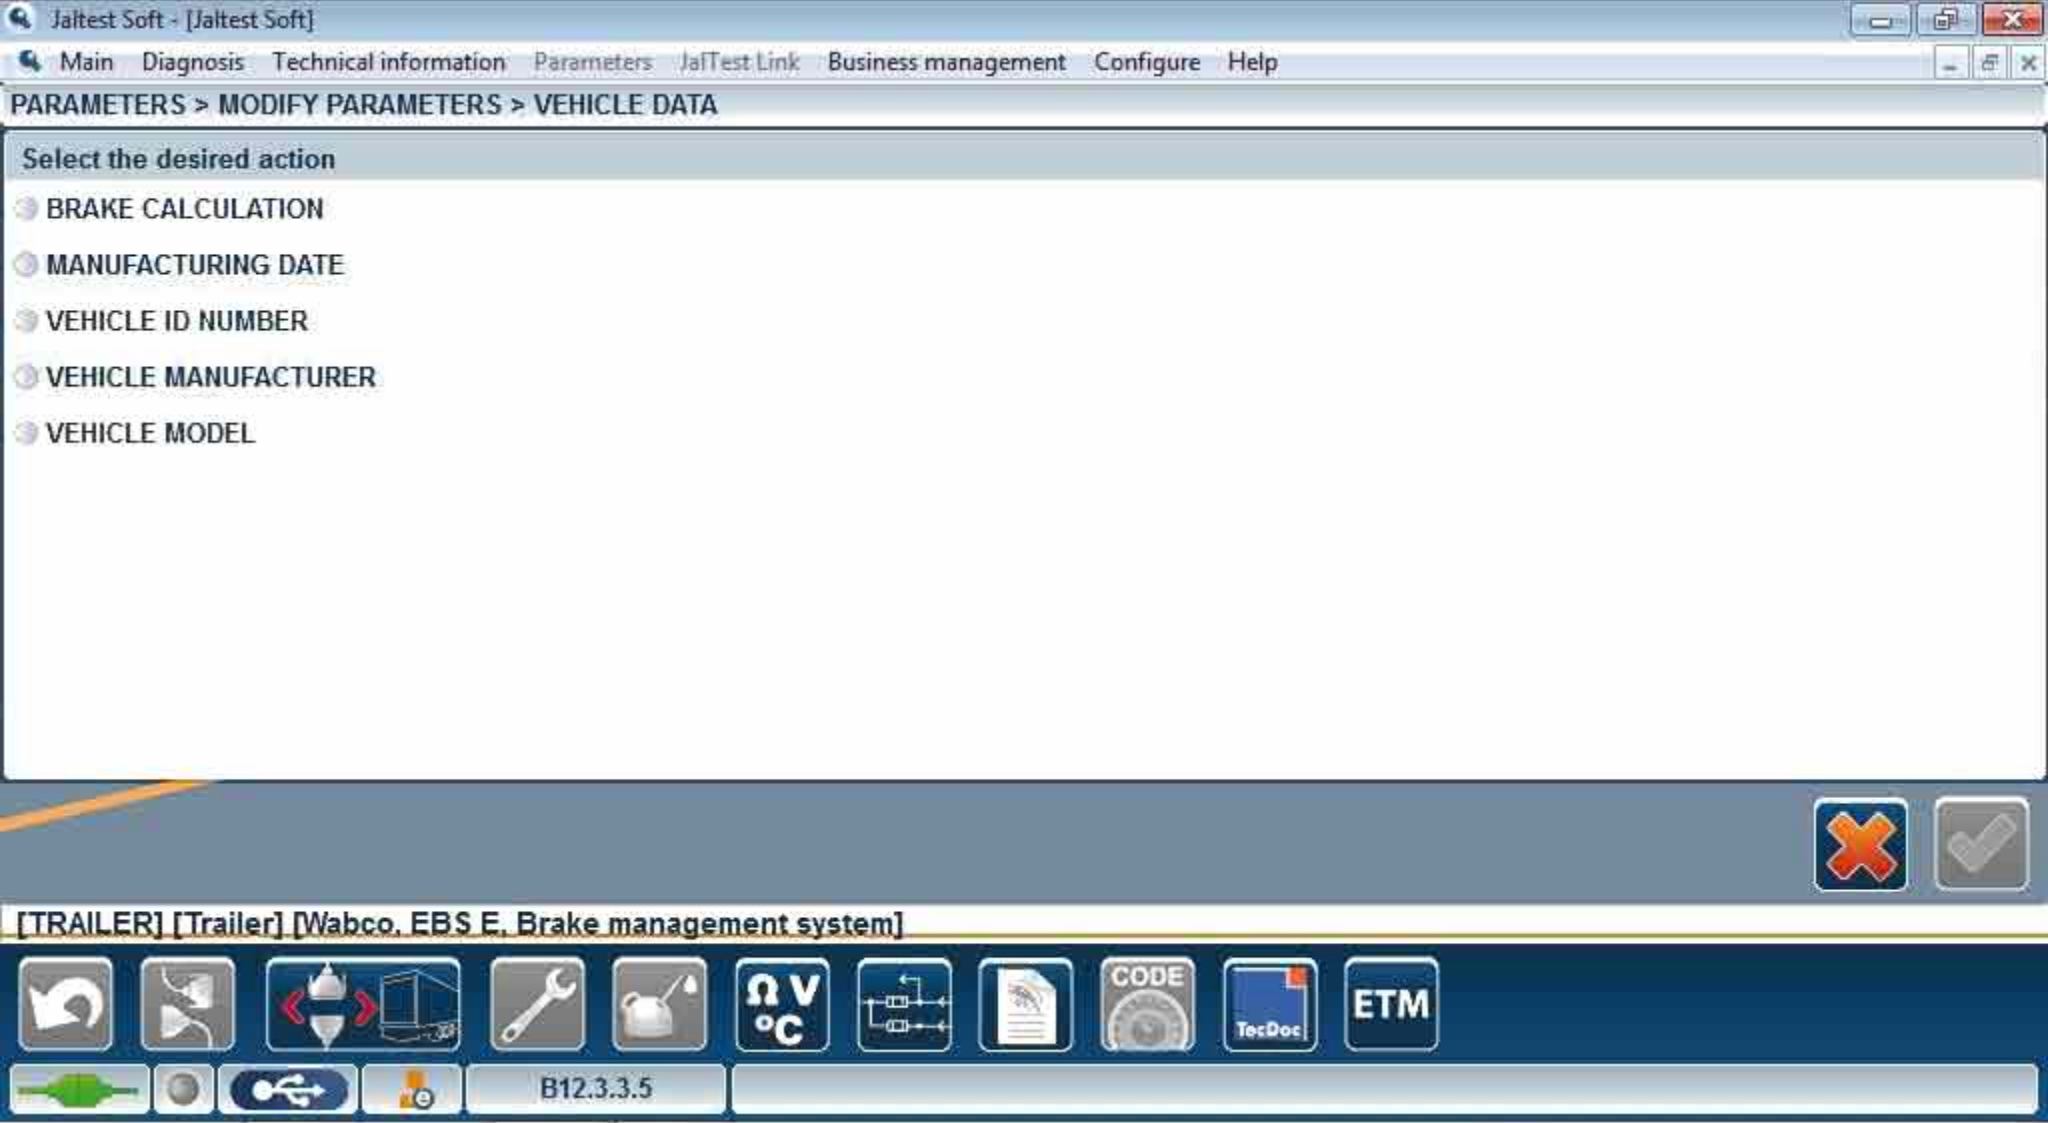 Jaltest Soft - [Jaltest Soft]
Main Diagnosis Technical information Parameters JalTest Link Business management Configure Help
PARAMETERS > MODIFY PARAMETERS > VEHICLE DATA
Select the desired action
BRAKE CALCULATION
MANUFACTURING DATE
VEHICLE ID NUMBER
VEHICLE MANUFACTURER
VEHICLE MODEL
[TRAILER] [Trailer] [Wabco, EBS E, Brake management system]
Ω V
°C
CODE
TecDoc
ETM
B12.3.3.5